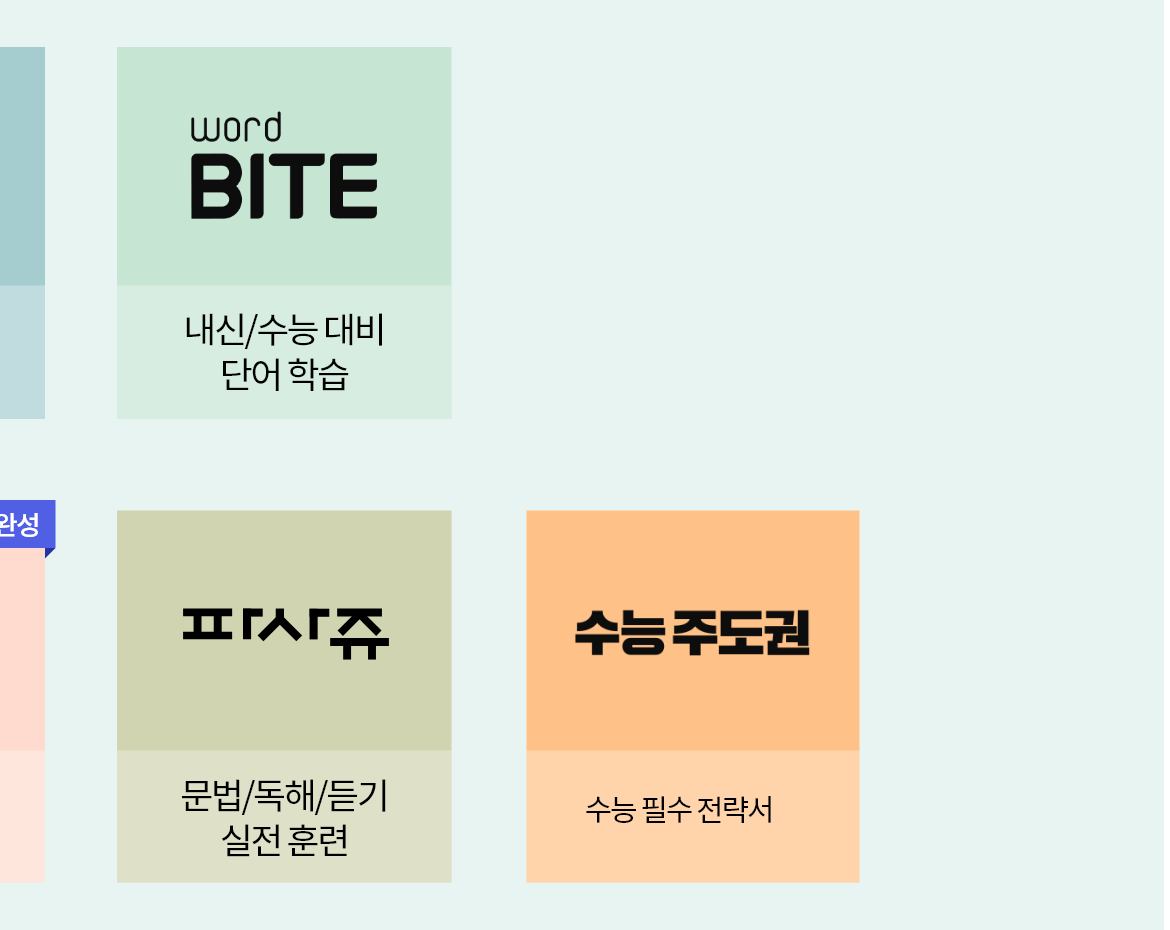 word
BITE
내신/수능 대비
단어 학습
완성
파사쥬
수능 주도권
문법/독해/듣기
실전 훈련
수능 필수 전략서